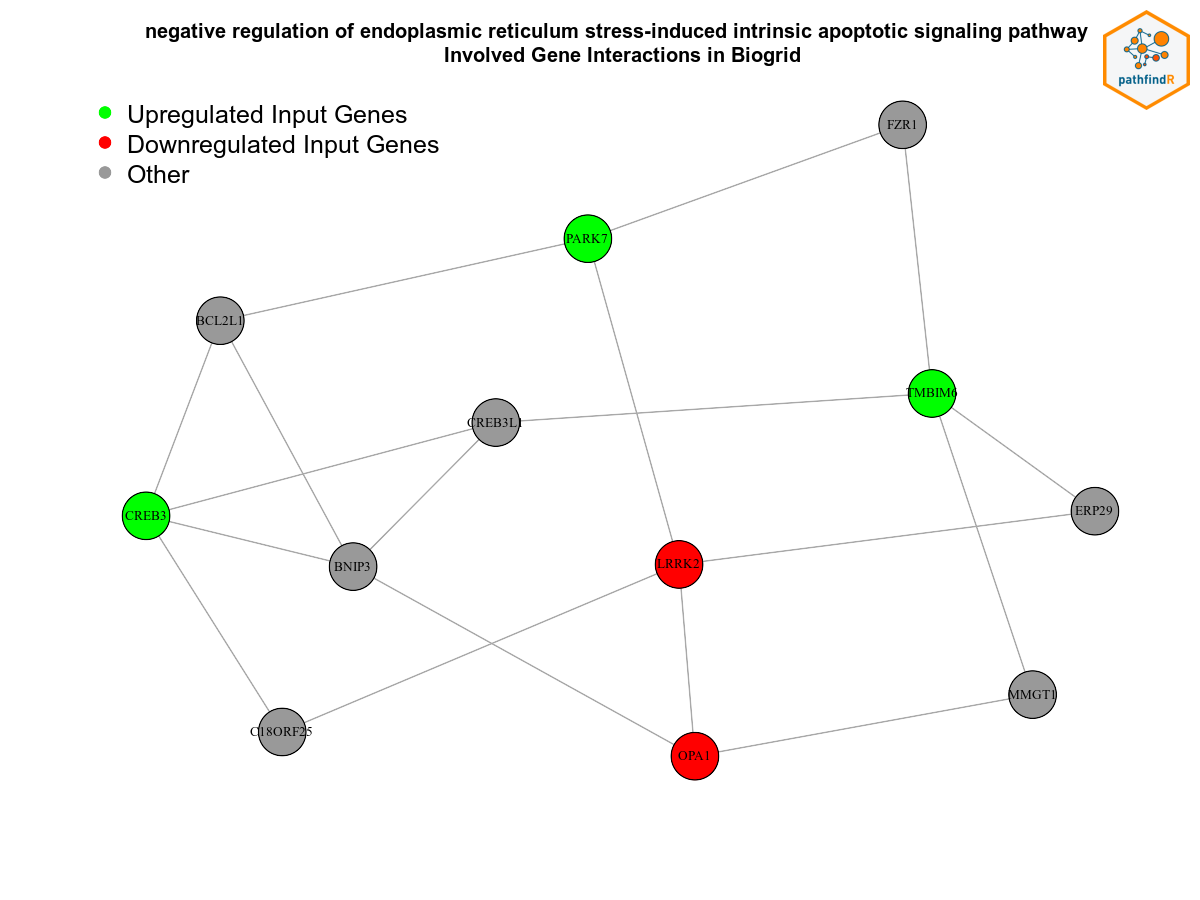 negative regulation of endoplasmic reticulum stress-induced intrinsic apoptotic signaling pathway
Involved Gene Interactions in Biogrid
pathfindR
Upregulated Input Genes
Downregulated Input Genes
Other
FZR1
PARK7
BCL2L1
TMBIM6
CREB3L1
CREB3
ERP29
BNIP3
LRRK2
MMGT1
C18ORF25
OPA1